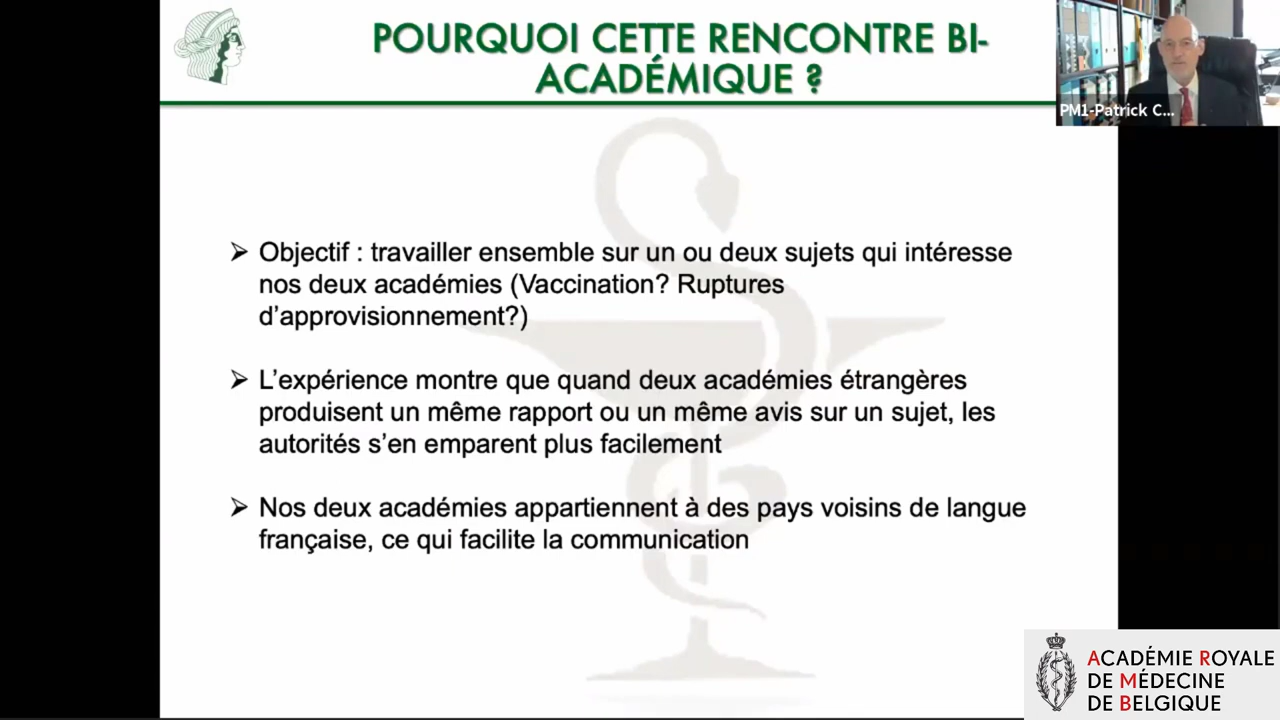 POURQUOI CETTE RENCONTRE BI-
ACADÉMIQUE ?
PM1-Patrick C...
➢ Objectif : travailler ensemble sur un ou deux sujets qui intéresse
nos deux académies (Vaccination? Ruptures
d’approvisionnement?)
➢ L’expérience montre que quand deux académies étrangères
produisent un même rapport ou un même avis sur un sujet, les
autorités s’en emparent plus facilement
➢ Nos deux académies appartiennent à des pays voisins de langue
française, ce qui facilite la communication
ACADÉMIE ROYALE
DE MÉDECINE
DE BELGIQUE